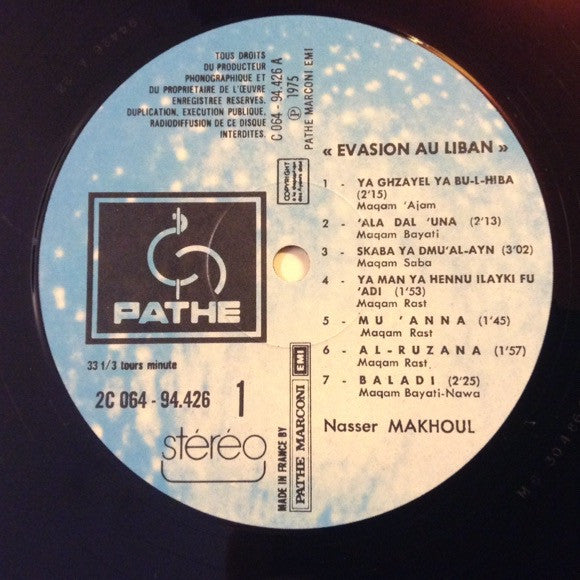 TOUS DROITS
DU PRODUCTEUR
PHONOGRAPHIQUE ET
DU PROPRIETAIRE DE L'ŒUVRE
ENREGISTREE RESERVES.
DUPLICATION, EXECUTION PUBLIQUE,
RADIODIFFUSION DE CE DISQUE
INTERDITES.
C 064-94.426 A
℗ 1975
PATHE MARCONI EMI
COPYRIGHT
PATHE
33 1/3 tours minute
2C 064 - 94.426 1
stéréo
MADE IN FRANCE BY
PATHE MARCONI EMI
« EVASION AU LIBAN »
1 - YA GHZAYEL YA BU-I-HIBA
(2'15)
Maqam 'Ajam
2 - 'ALA DAL 'UNA (2'13)
Maqam Bayati
3 - SKABA YA DMU'AL-AYN (3'02)
Maqam Saba
4 - YA MAN YA HENNU ILAYKI FU
'ADI (1'53)
Maqam Rast
5 - MU 'ANNA (1'45)
Maqam Rast
6 - AL-RUZANA (1'57)
Maqam Rast
7 - BALADI (2'25)
Maqam Bayati-Nawa
Nasser MAKHOUL